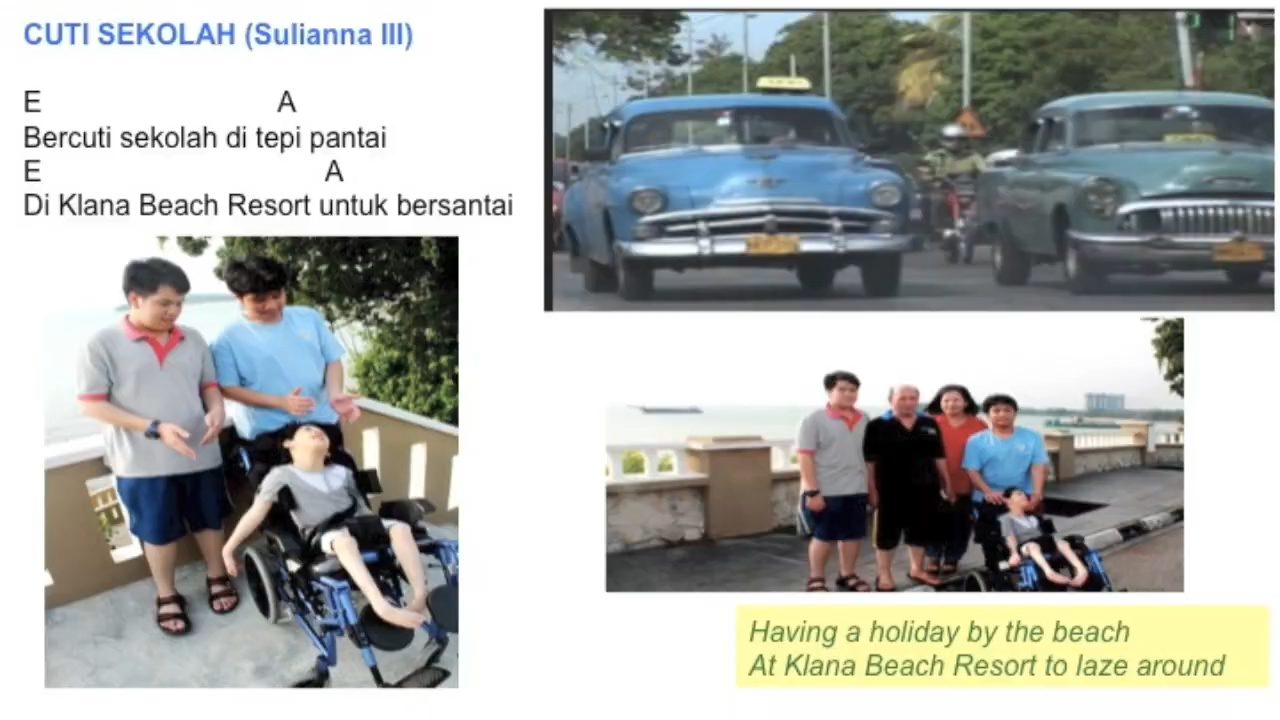 CUTI SEKOLAH (Sulianna III)
E A
Bercuti sekolah di tepi pantai
E A
Di Klana Beach Resort untuk bersantai
Having a holiday by the beach
At Klana Beach Resort to laze around